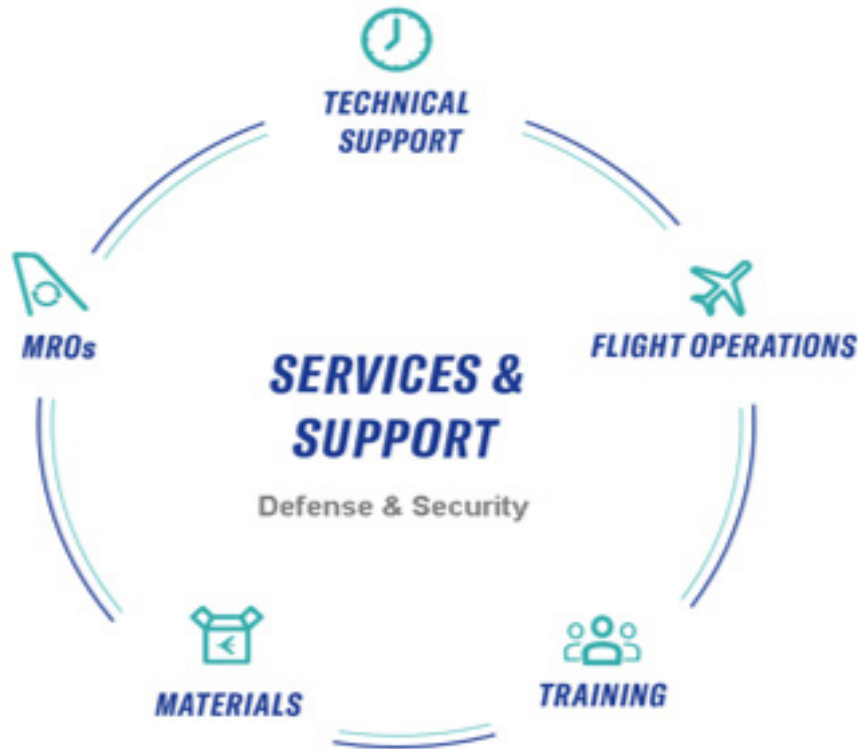 TECHNICAL
SUPPORT
MROs
FLIGHT OPERATIONS
SERVICES &
SUPPORT
Defense & Security
MATERIALS
TRAINING